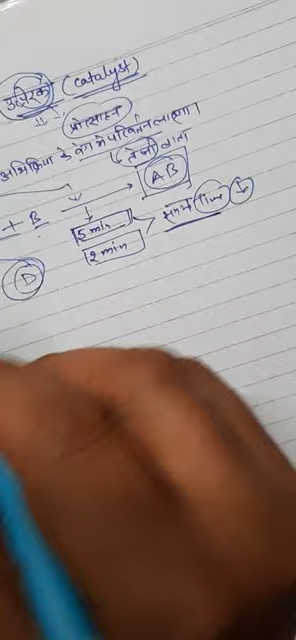 उत्प्रेरक (catalyst)
प्रोत्साहन
अभिक्रिया के वेग में परिवर्तन लाना।
तेजी लाना
+ B → AB
5 min
2 min
समय Time
D